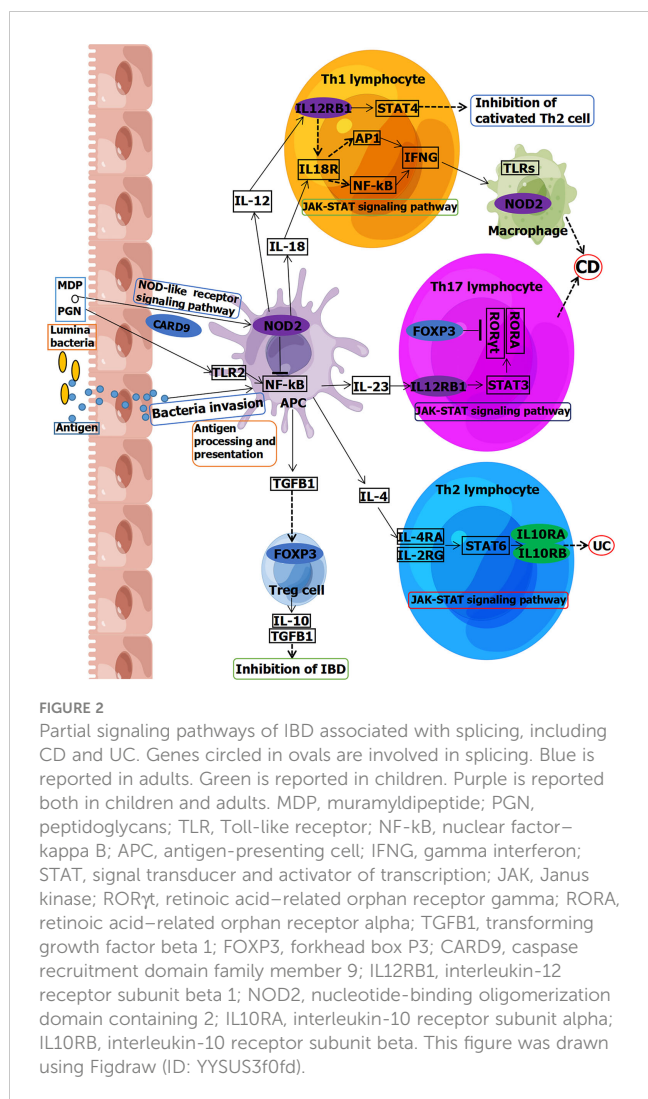 Th1 lymphocyte
IL12RB1
STAT4
Inhibition of
cativated Th2 cell
AP1
IL18R
IFNG
NF-kB
JAK-STAT signaling pathway
TLRs
NOD2
Macrophage
IL-12
IL-18
CD
MDP
PGN
NOD-like receptor
signaling pathway
CARD9
Lumina
bacteria
NOD2
TLR2
NF-kB
APC
Bacteria invasion
Antigen
Antigen
processing and
presentation
IL-23
Th17 lymphocyte
FOXP3
RORγt
RORA
IL12RB1
STAT3
JAK-STAT signaling pathway
TGFB1
IL-4
Th2 lymphocyte
IL-4RA
IL-2RG
STAT6
IL10RA
IL10RB
UC
JAK-STAT signaling pathway
FOXP3
Treg cell
IL-10
TGFB1
Inhibition of IBD
FIGURE 2
Partial signaling pathways of IBD associated with splicing, including
CD and UC. Genes circled in ovals are involved in splicing. Blue is
reported in adults. Green is reported in children. Purple is reported
both in children and adults. MDP, muramyldipeptide; PGN,
peptidoglycans; TLR, Toll-like receptor; NF-kB, nuclear factor–
kappa B; APC, antigen-presenting cell; IFNG, gamma interferon;
STAT, signal transducer and activator of transcription; JAK, Janus
kinase; RORγt, retinoic acid–related orphan receptor gamma; RORA,
retinoic acid–related orphan receptor alpha; TGFB1, transforming
growth factor beta 1; FOXP3, forkhead box P3; CARD9, caspase
recruitment domain family member 9; IL12RB1, interleukin-12
receptor subunit beta 1; NOD2, nucleotide-binding oligomerization
domain containing 2; IL10RA, interleukin-10 receptor subunit alpha;
IL10RB, interleukin-10 receptor subunit beta. This figure was drawn
using Figdraw (ID: YYSUS3f0fd).